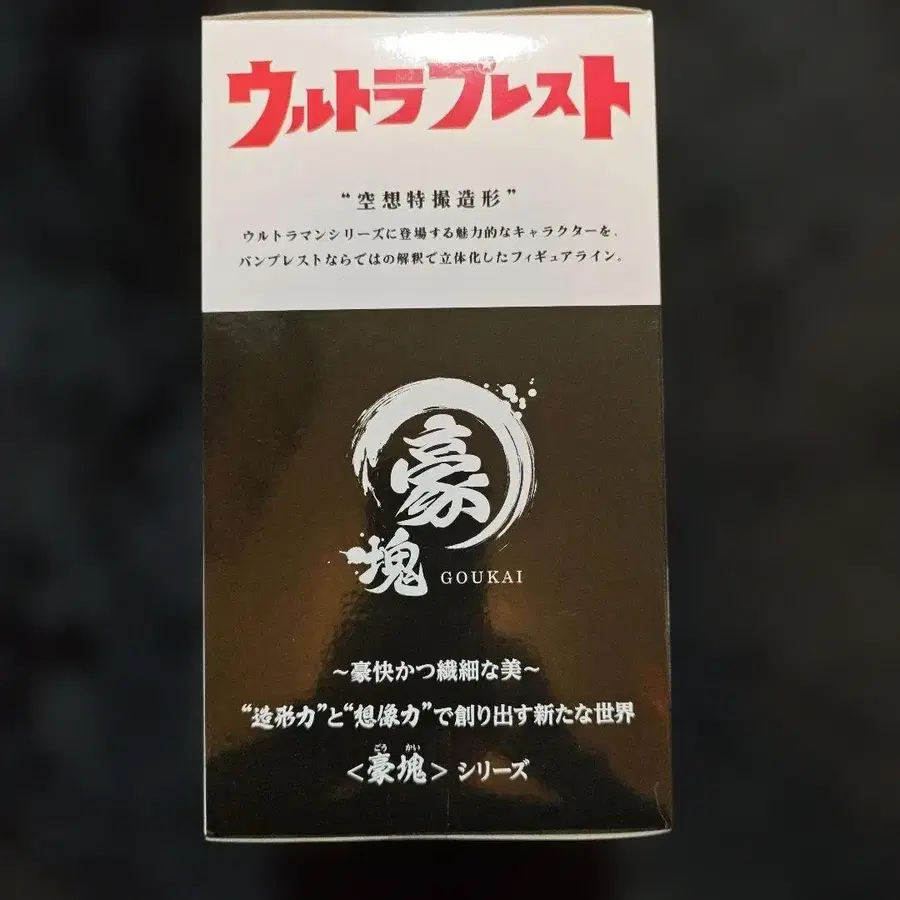 ウルトラプレスト
“空想特撮造形”
ウルトラマンシリーズに登場する魅力的なキャラクターを、
バンプレストならではの解釈で立体化したフィギュアライン。
豪
塊 GOUKAI
～豪快かつ繊細な美～
“造形力”と“想像力”で創り出す新たな世界
ごう かい
＜豪塊＞シリーズ